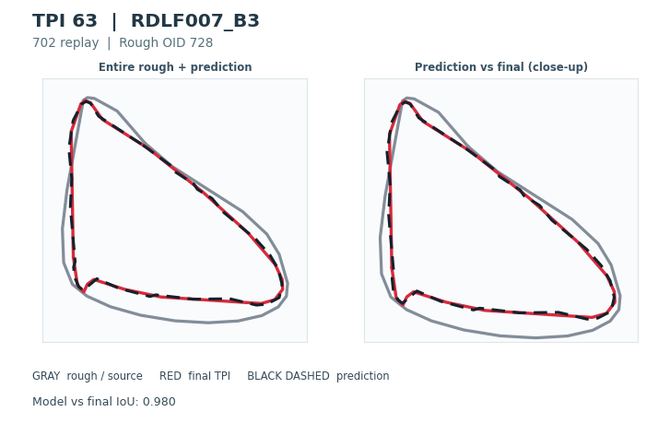 TPI 63 | RDLF007_B3
702 replay | Rough OID 728
Entire rough + prediction
Prediction vs final (close-up)
GRAY rough / source RED final TPI BLACK DASHED prediction
Model vs final IoU: 0.980